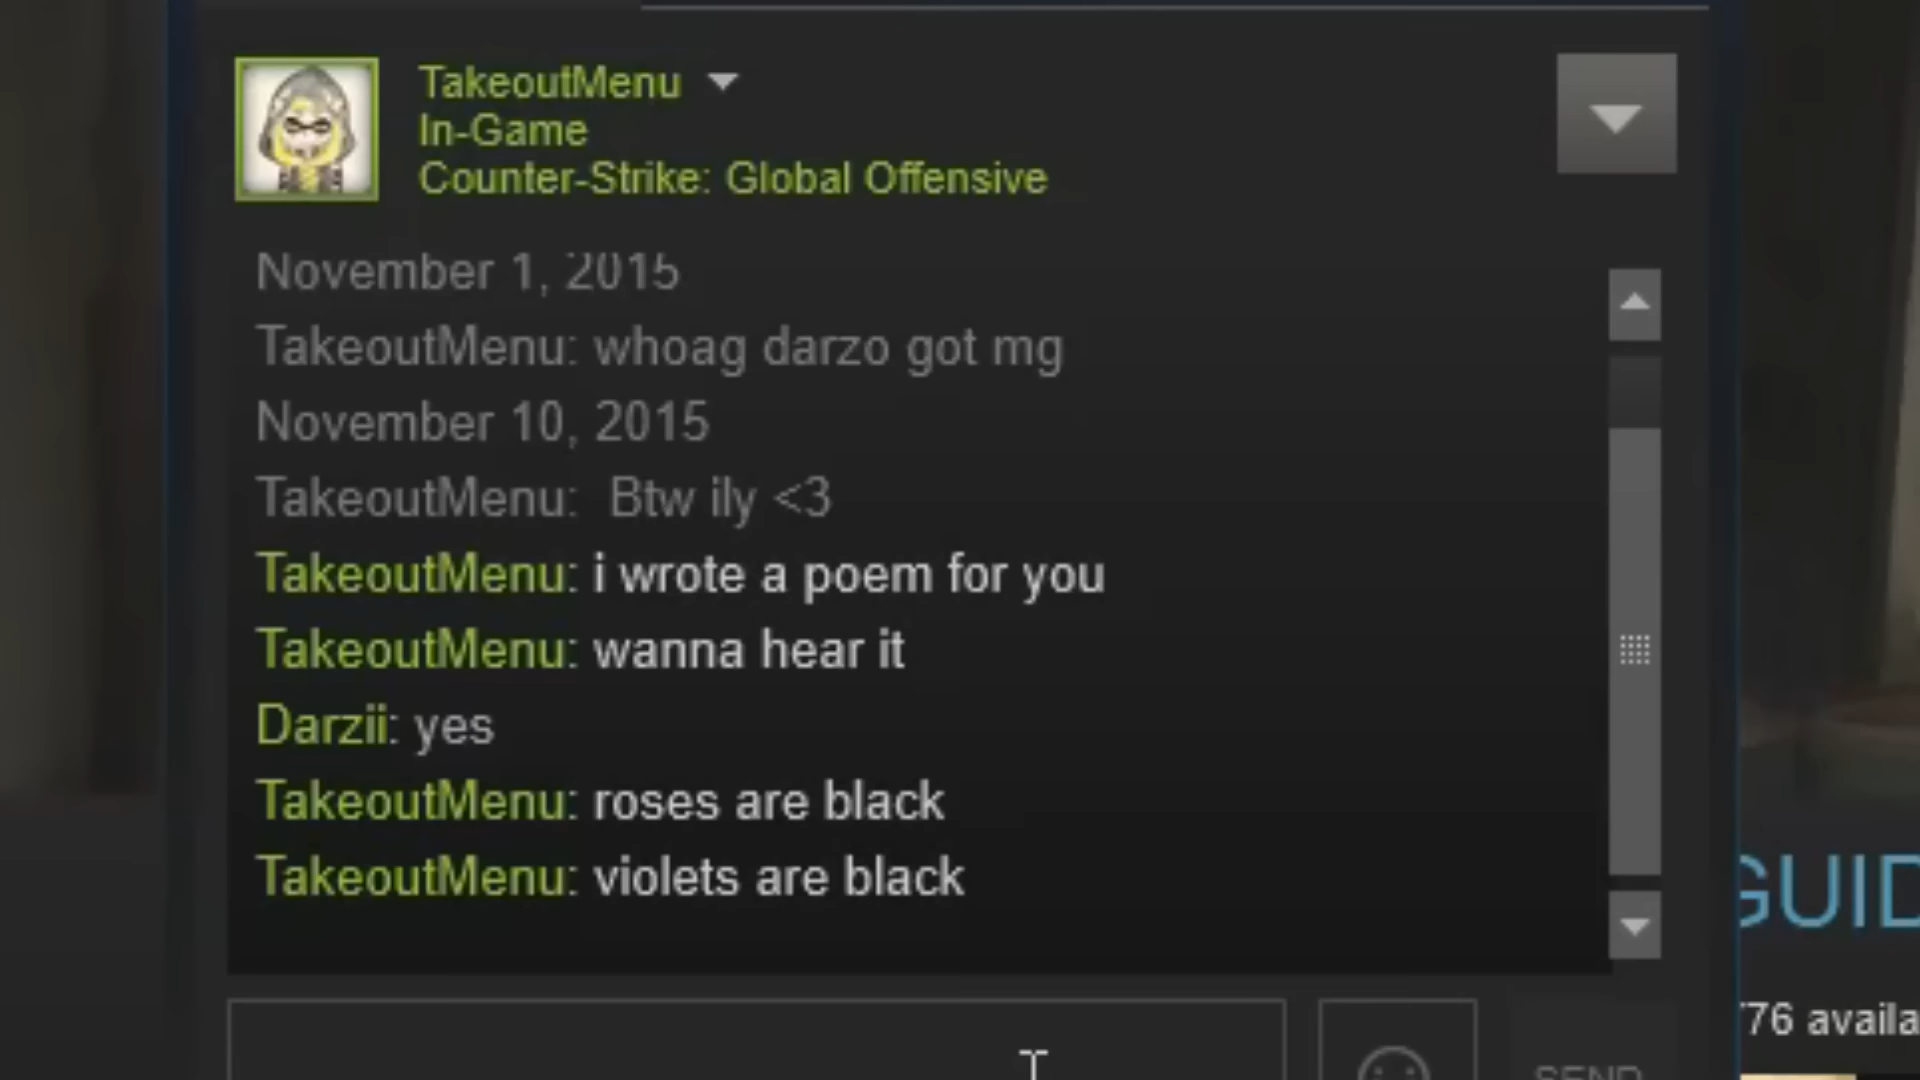 TakeoutMenu
In-Game
Counter-Strike: Global Offensive
November 1, 2015
TakeoutMenu: whoag darzo got mg
November 10, 2015
TakeoutMenu:  Btw ily <3
TakeoutMenu: i wrote a poem for you
TakeoutMenu: wanna hear it
Darzii: yes
TakeoutMenu: roses are black
TakeoutMenu: violets are black
GUID
776 availa
SEND